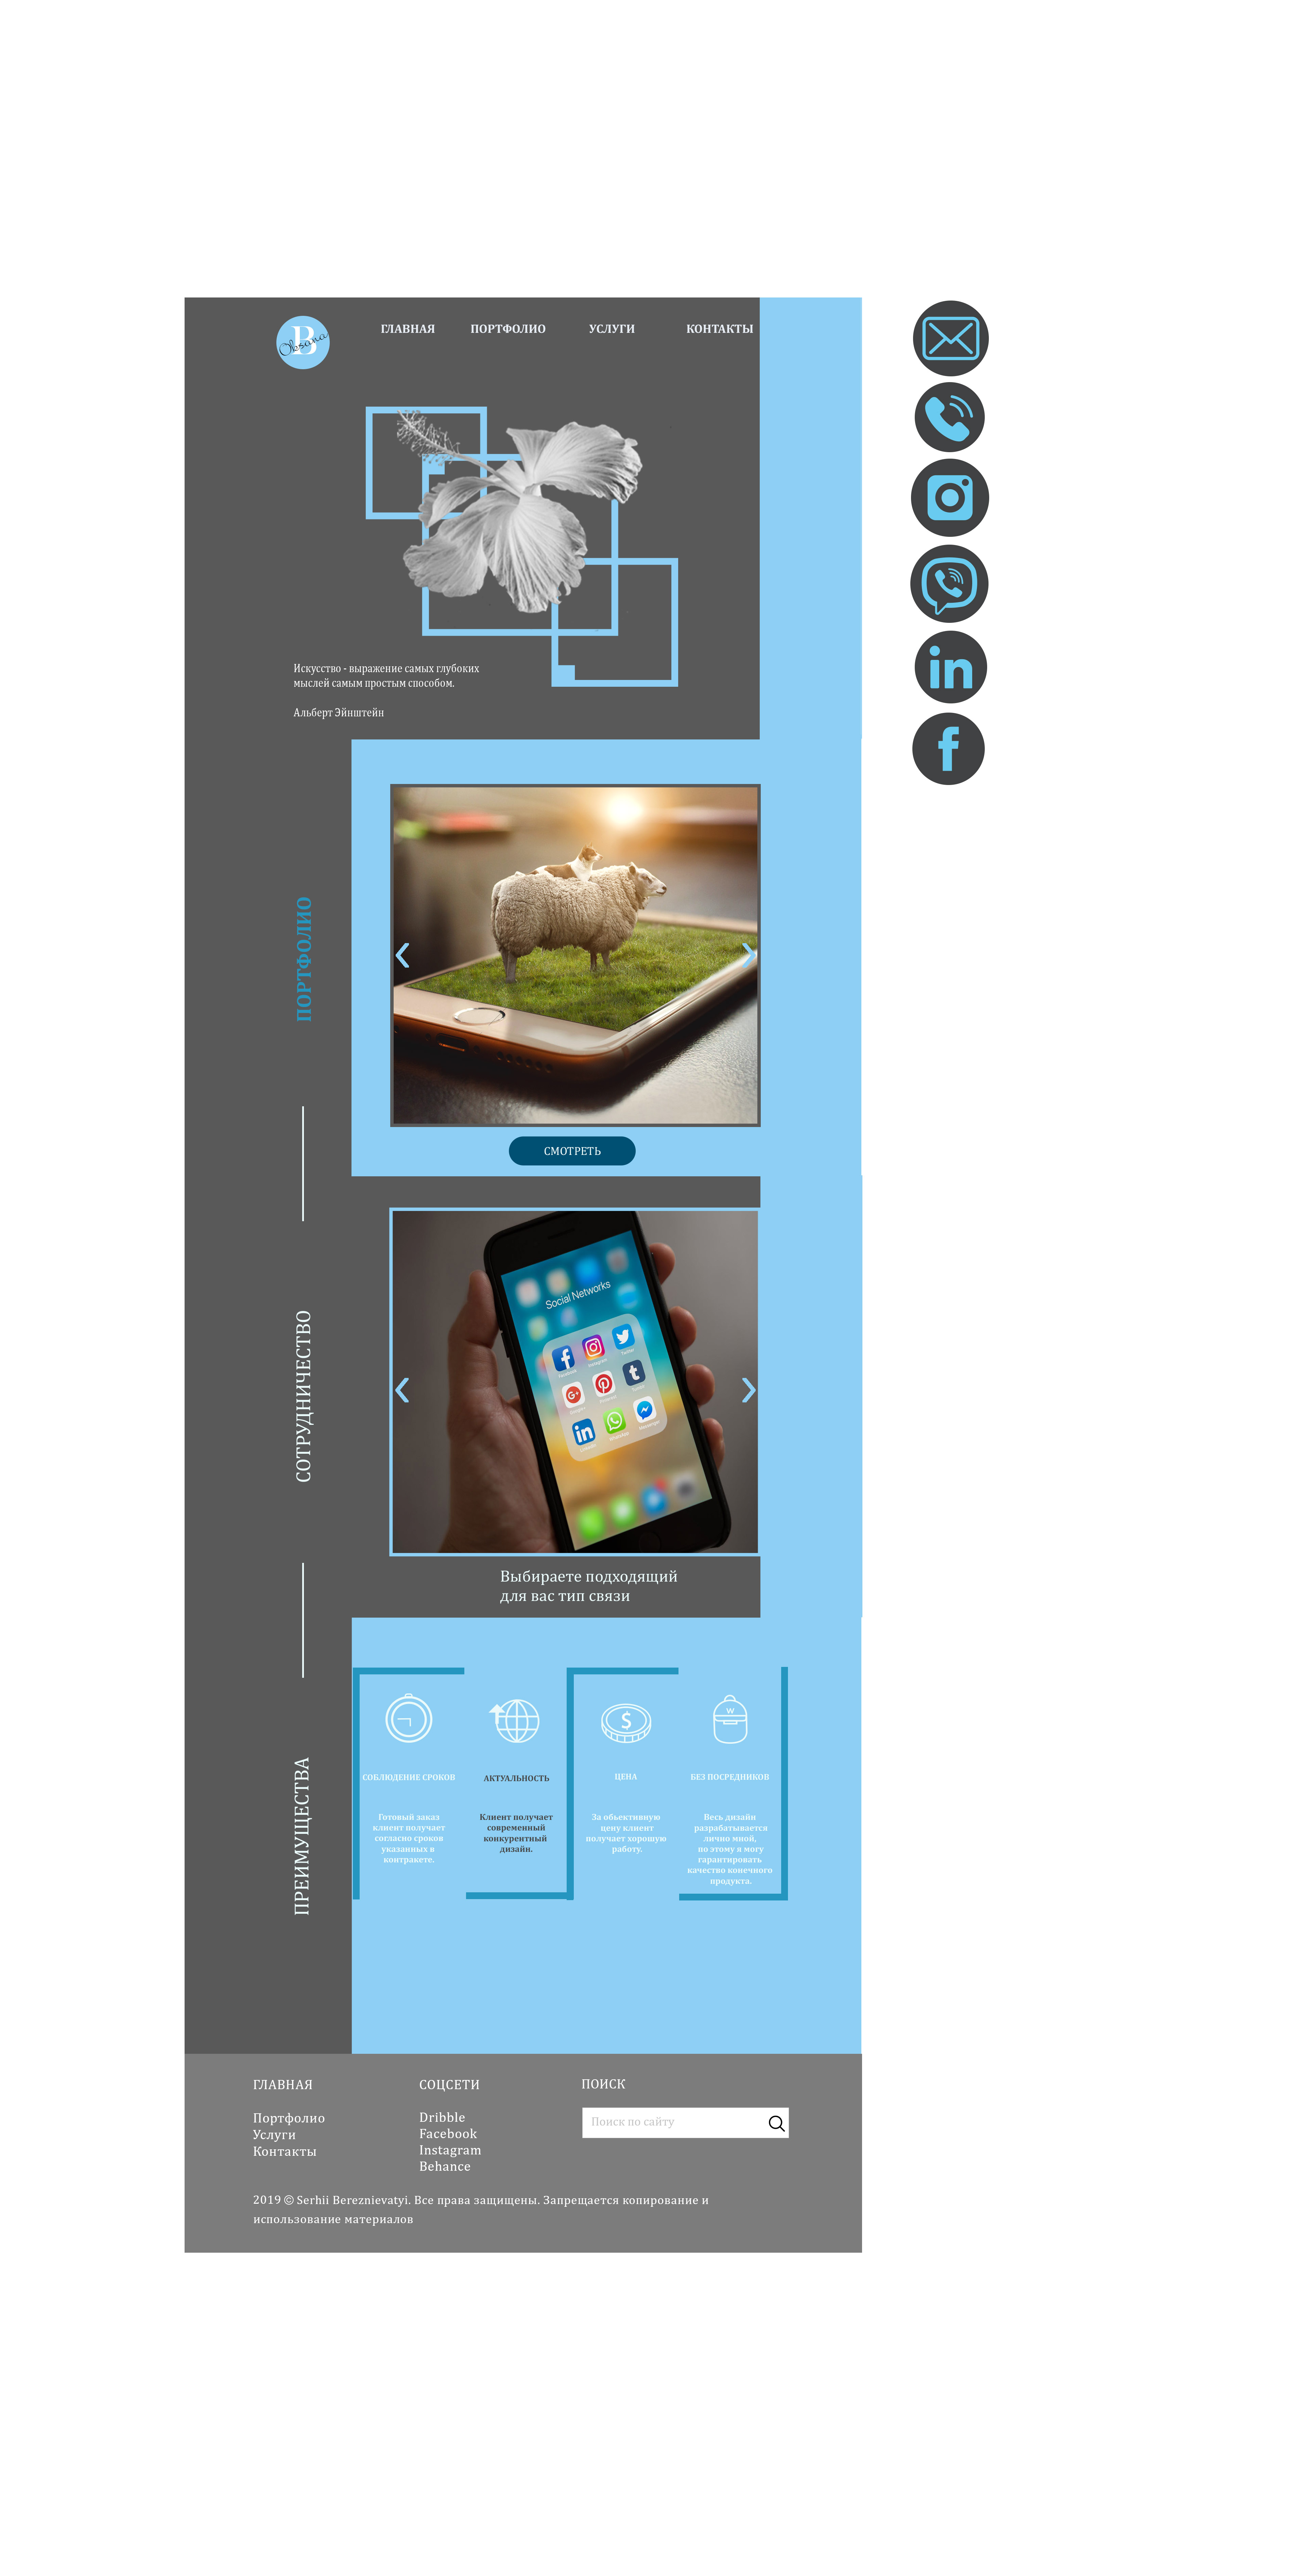 B
Oksana
ГЛАВНАЯ
ПОРТФОЛИО
УСЛУГИ
КОНТАКТЫ
Искусство - выражение самых глубоких
мыслей самым простым способом.
Альберт Эйнштейн
ПОРТФОЛИО
СМОТРЕТЬ
СОТРУДНИЧЕСТВО
Social Networks
Выбираете подходящий
для вас тип связи
ПРЕИМУЩЕСТВА
СОБЛЮДЕНИЕ СРОКОВ
Готовый заказ
клиент получает
согласно сроков
указанных в
контракете.
АКТУАЛЬНОСТЬ
Клиент получает
современный
конкурентный
дизайн.
ЦЕНА
За обьективную
цену клиент
получает хорошую
работу.
W
БЕЗ ПОСРЕДНИКОВ
Весь дизайн
разрабатывается
лично мной,
по этому я могу
гарантировать
качество конечного
продукта.
ГЛАВНАЯ
Портфолио
Услуги
Контакты
СОЦСЕТИ
Dribble
Facebook
Instagram
Behance
ПОИСК
Поиск по сайту
2019 © Serhii Bereznievatyi. Все права защищены. Запрещается копирование и
использование материалов